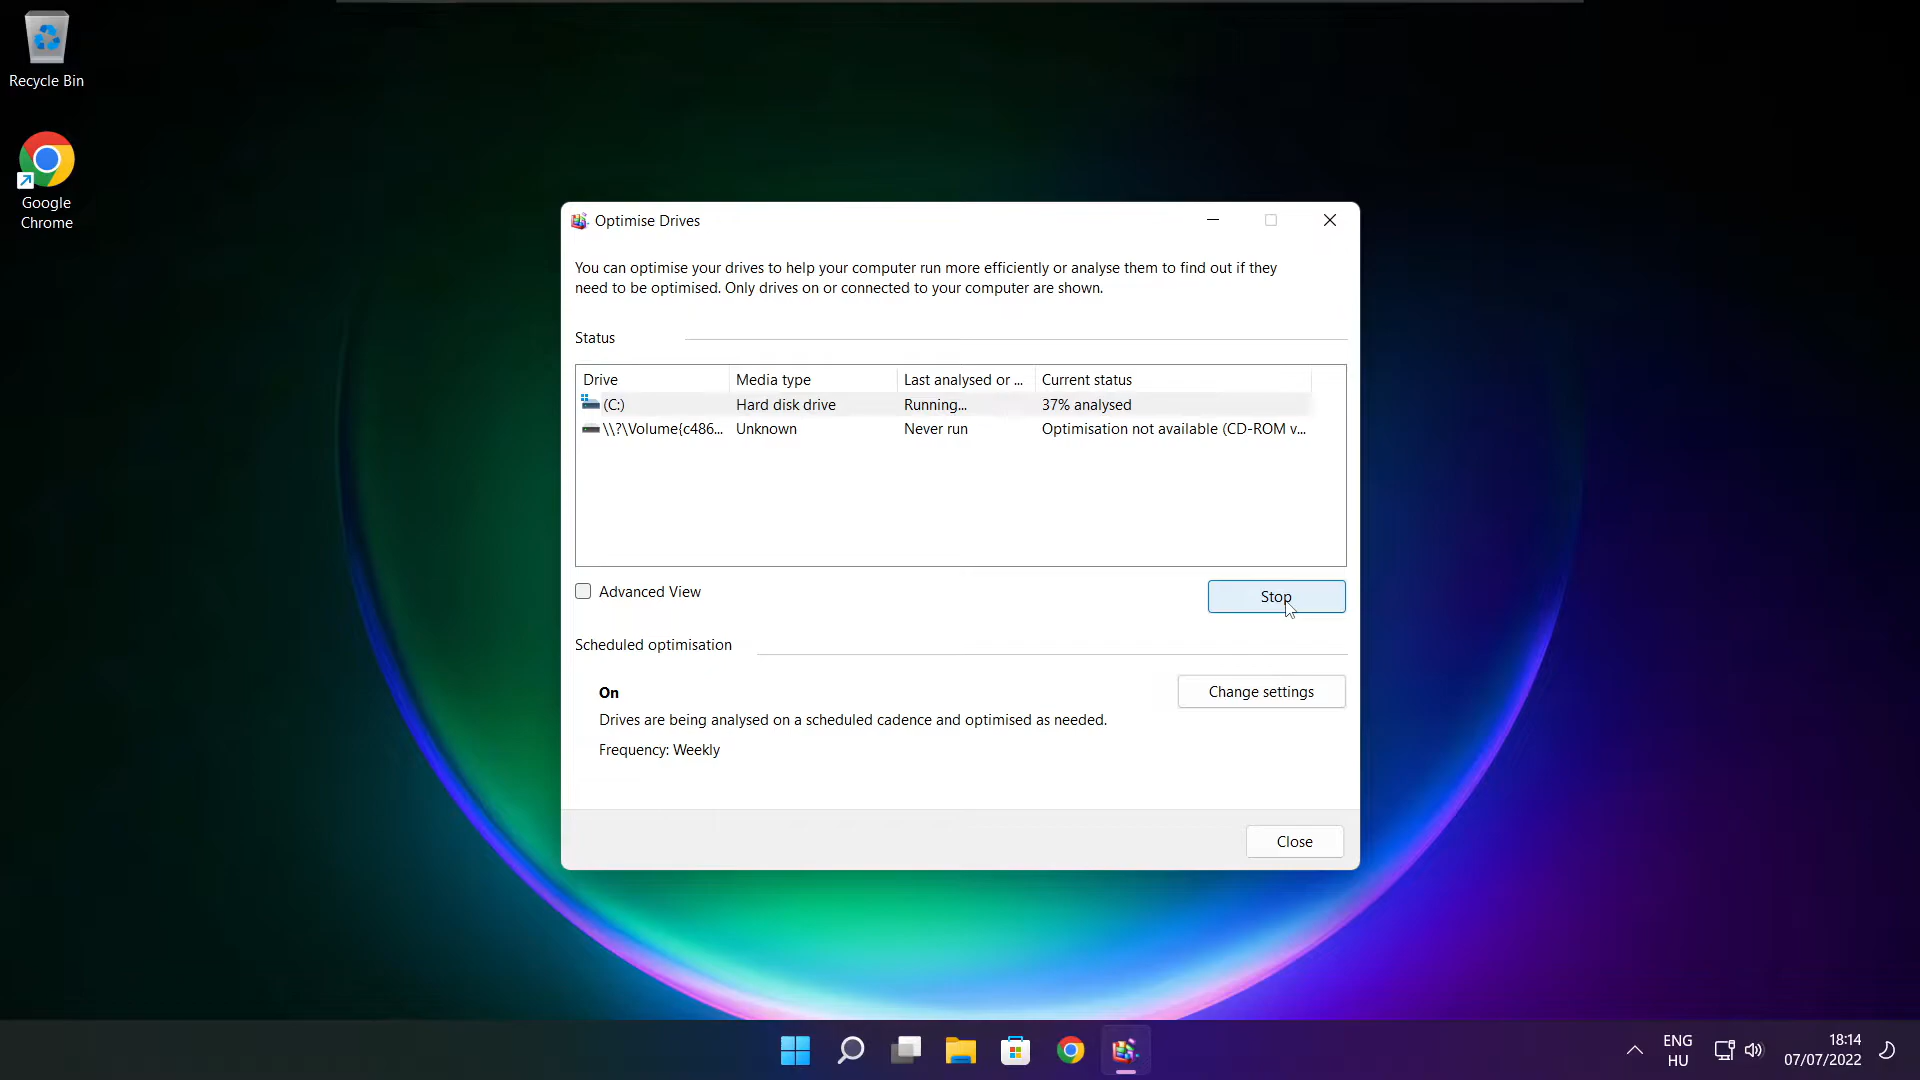 Recycle Bin
Google
Chrome
Optimise Drives
You can optimise your drives to help your computer run more efficiently or analyse them to find out if they
need to be optimised. Only drives on or connected to your computer are shown.
Status
Drive Media type Last analysed or ... Current status
(C:) Hard disk drive Running... 37% analysed
\\?\Volume{c486... Unknown Never run Optimisation not available (CD-ROM v...
Advanced View
Stop
Scheduled optimisation
On
Change settings
Drives are being analysed on a scheduled cadence and optimised as needed.
Frequency: Weekly
Close
ENG
HU
18:14
07/07/2022